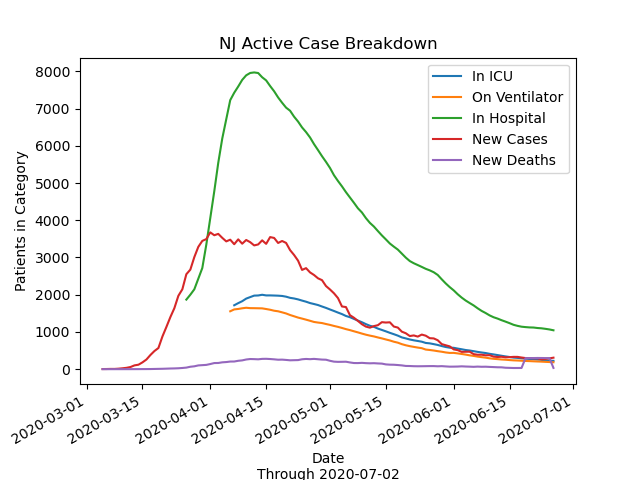 NJ Active Case Breakdown
In ICU
On Ventilator
In Hospital
New Cases
New Deaths
Patients in Category
8000
7000
6000
5000
4000
3000
2000
1000
0
2020-03-01
2020-03-15
2020-04-01
2020-04-15
2020-05-01
2020-05-15
2020-06-01
2020-06-15
2020-07-01
Date
Through 2020-07-02